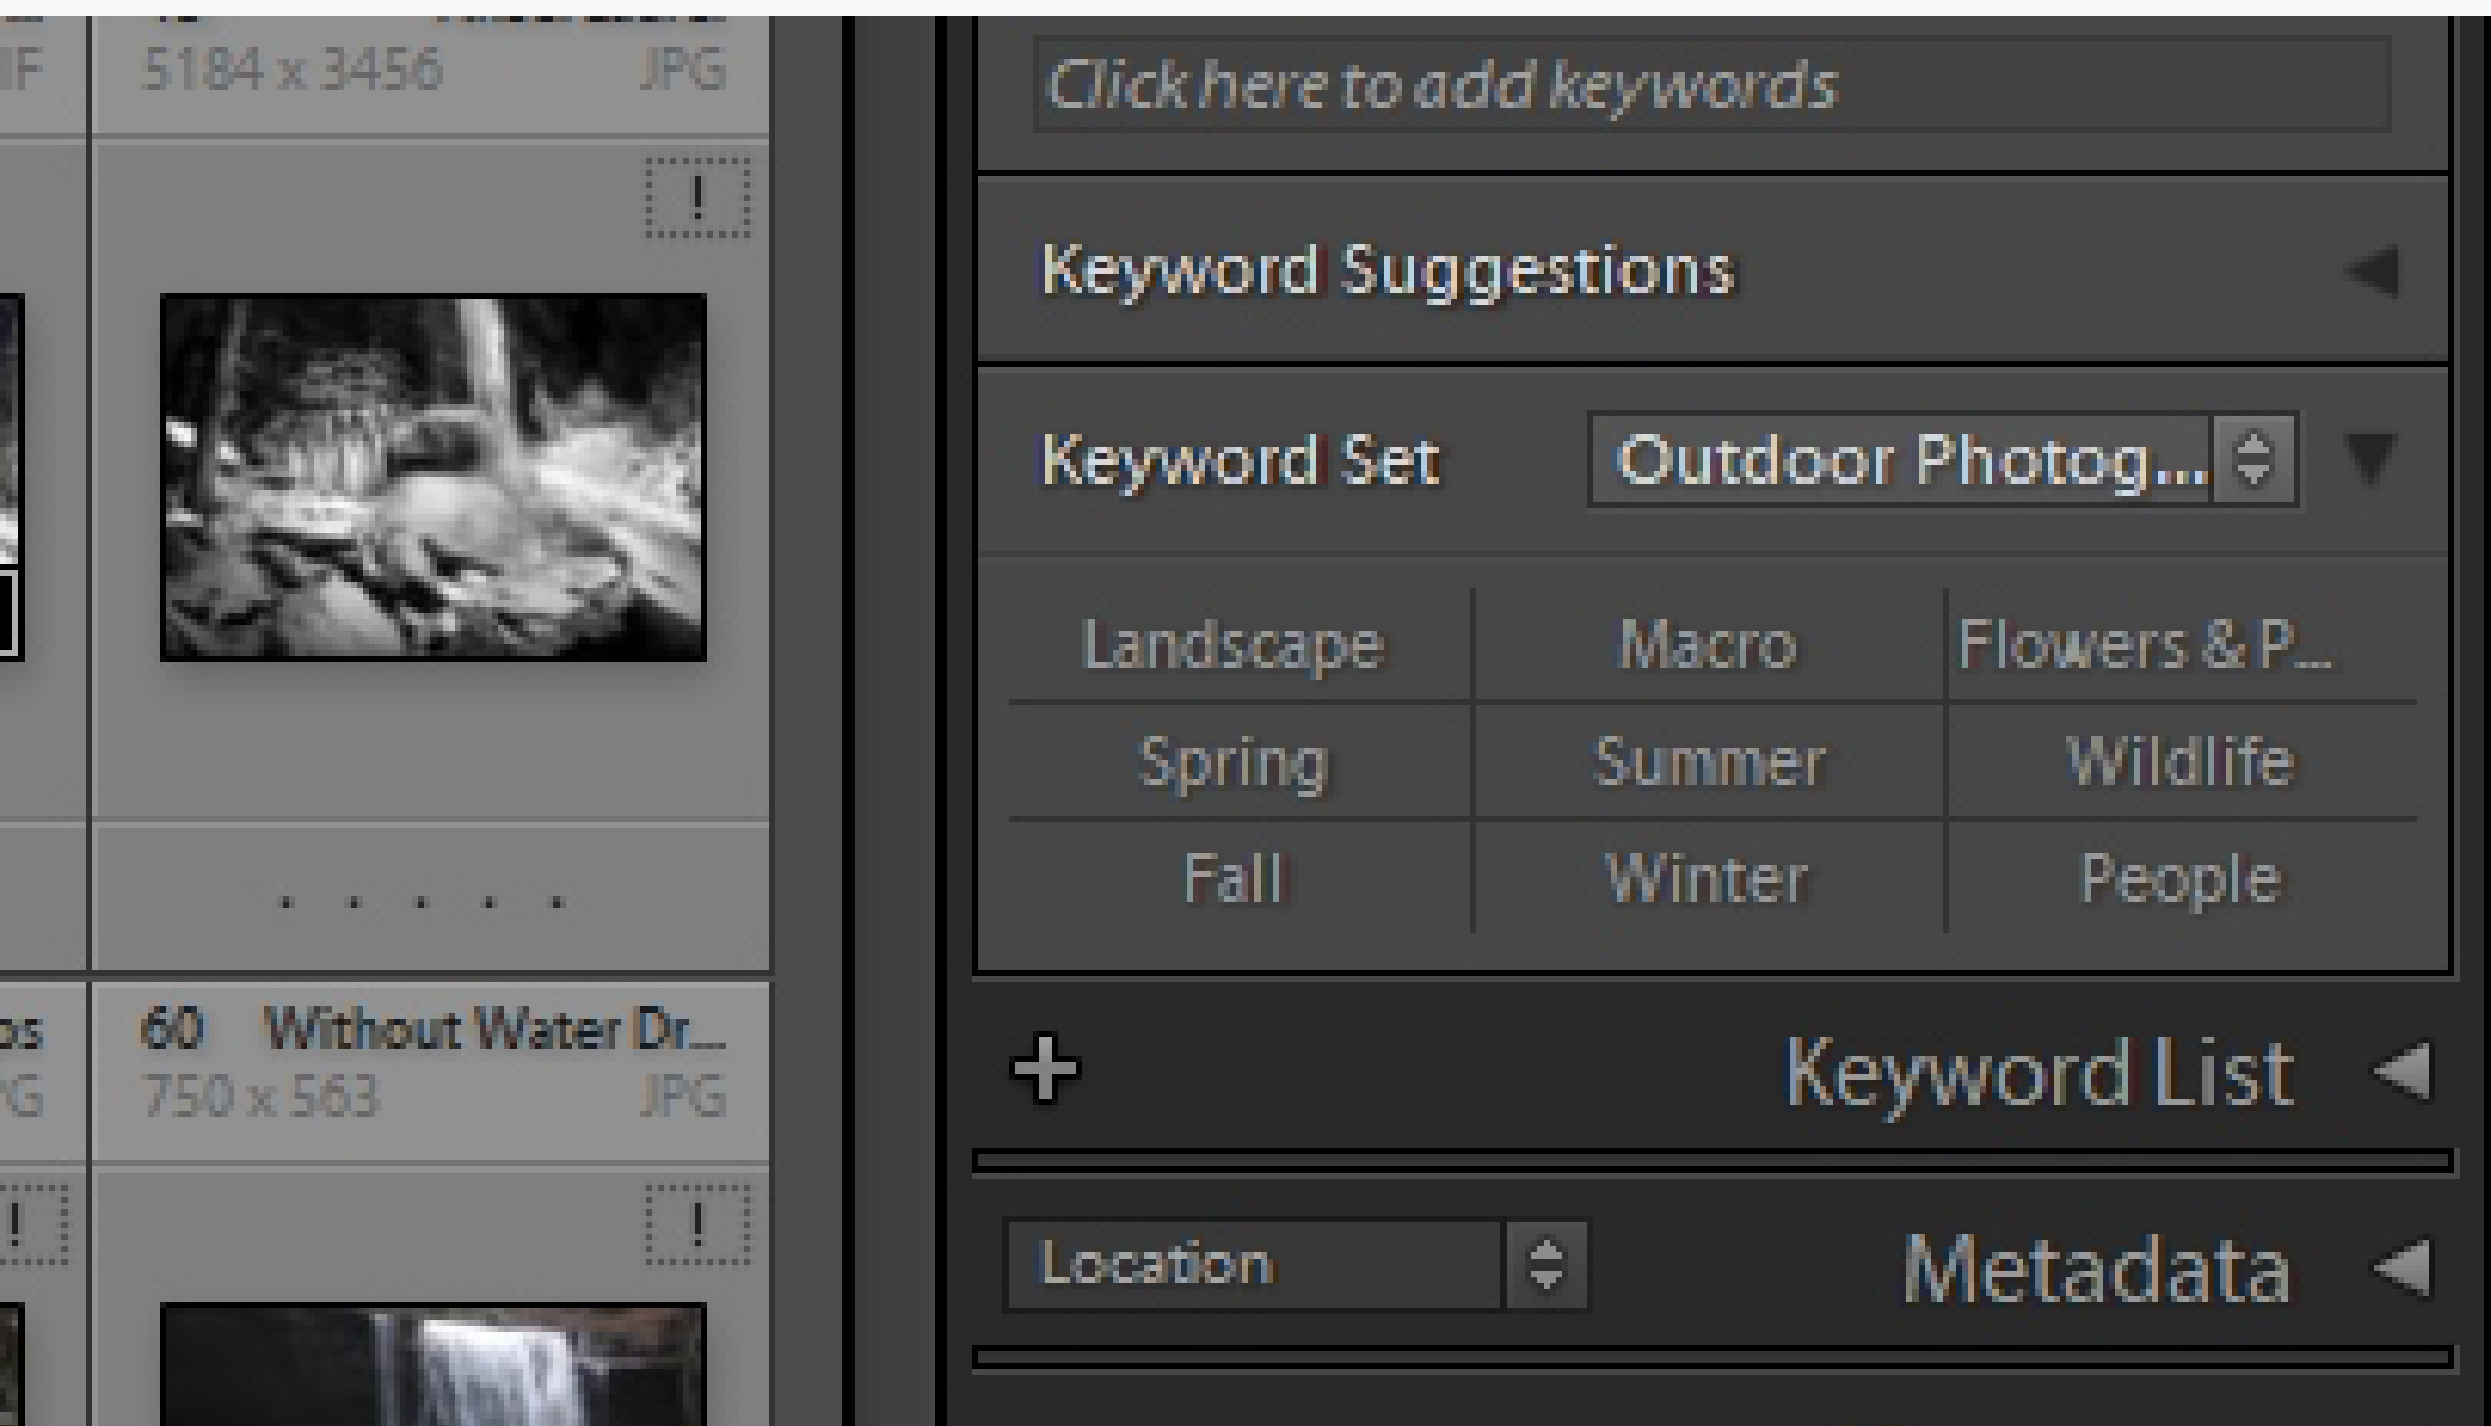 5184 x 3456 JPG
!
60 Without Water Dr...
750 x 563 JPG
! !
Click here to add keywords
Keyword Suggestions
Keyword Set Outdoor Photog...
Landscape Macro Flowers & P...
Spring Summer Wildlife
Fall Winter People
Keyword List
Location Metadata